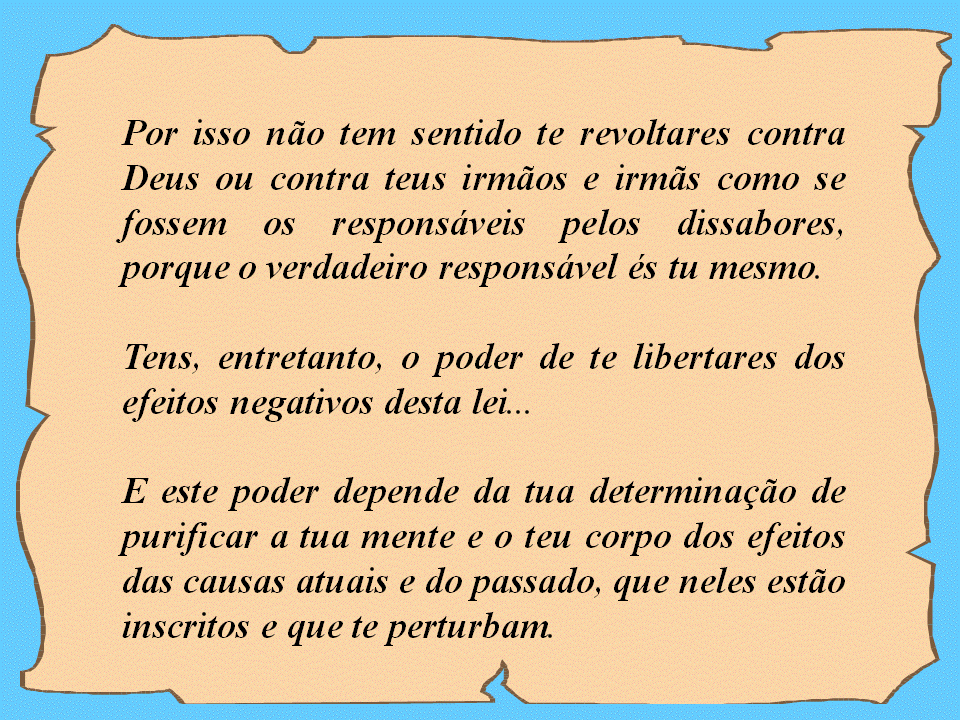 Por isso não tem sentido te revoltares contra
Deus ou contra teus irmãos e irmãs como se
fossem os responsáveis pelos dissabores,
porque o verdadeiro responsável és tu mesmo.
Tens, entretanto, o poder de te libertares dos
efeitos negativos desta lei...
E este poder depende da tua determinação de
purificar a tua mente e o teu corpo dos efeitos
das causas atuais e do passado, que neles estão
inscritos e que te perturbam.